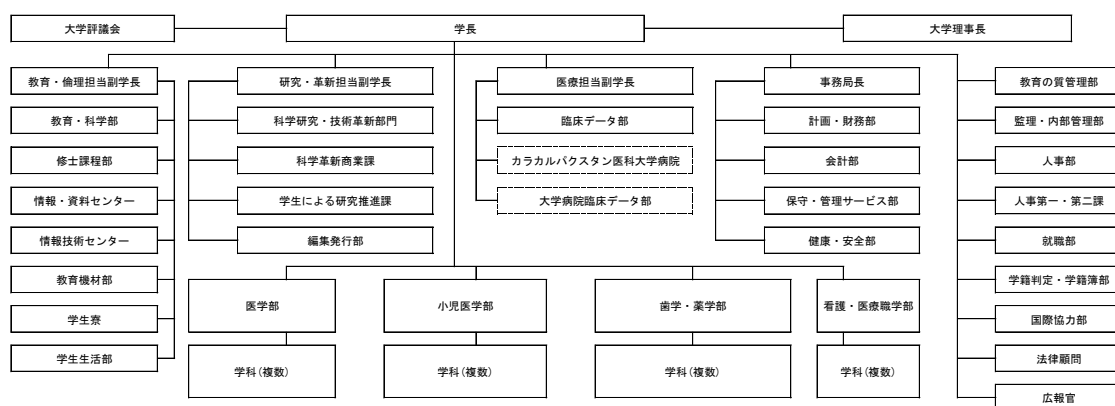 大学評議会
学長
大学理事長
教育・倫理担当副学長
研究・革新担当副学長
医療担当副学長
事務局長
教育の質管理部
教育・科学部
科学研究・技術革新部門
臨床データ部
計画・財務部
監理・内部管理部
修士課程部
科学革新商業課
カラカルパクスタン医科大学病院
会計部
人事部
情報・資料センター
学生による研究推進課
大学病院臨床データ部
保守・管理サービス部
人事第一・第二課
情報技術センター
編集発行部
健康・安全部
就職部
教育機材部
医学部
小児医学部
歯学・薬学部
看護・医療職学部
学籍判定・学籍簿部
学生寮
国際協力部
学生生活部
学科（複数）
学科（複数）
学科（複数）
学科（複数）
法律顧問
広報官